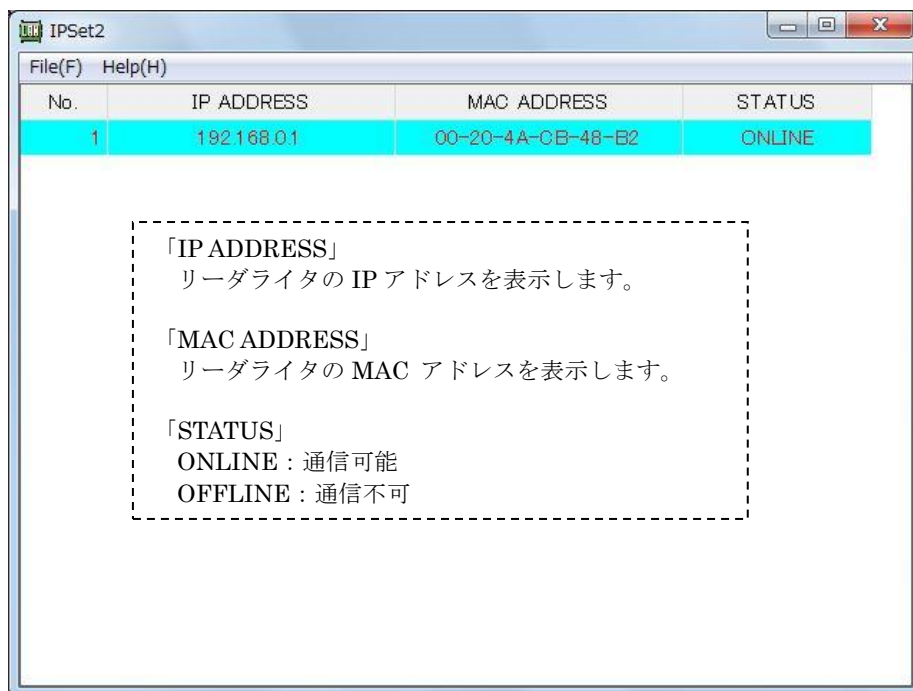 IPSet2
File(F) Help(H)
No. IP ADDRESS MAC ADDRESS STATUS
1 192.168.0.1 00-20-4A-CB-48-B2 ONLINE
「IP ADDRESS」
リーダライタの IP アドレスを表示します。
「MAC ADDRESS」
リーダライタの MAC アドレスを表示します。
「STATUS」
ONLINE：通信可能
OFFLINE：通信不可